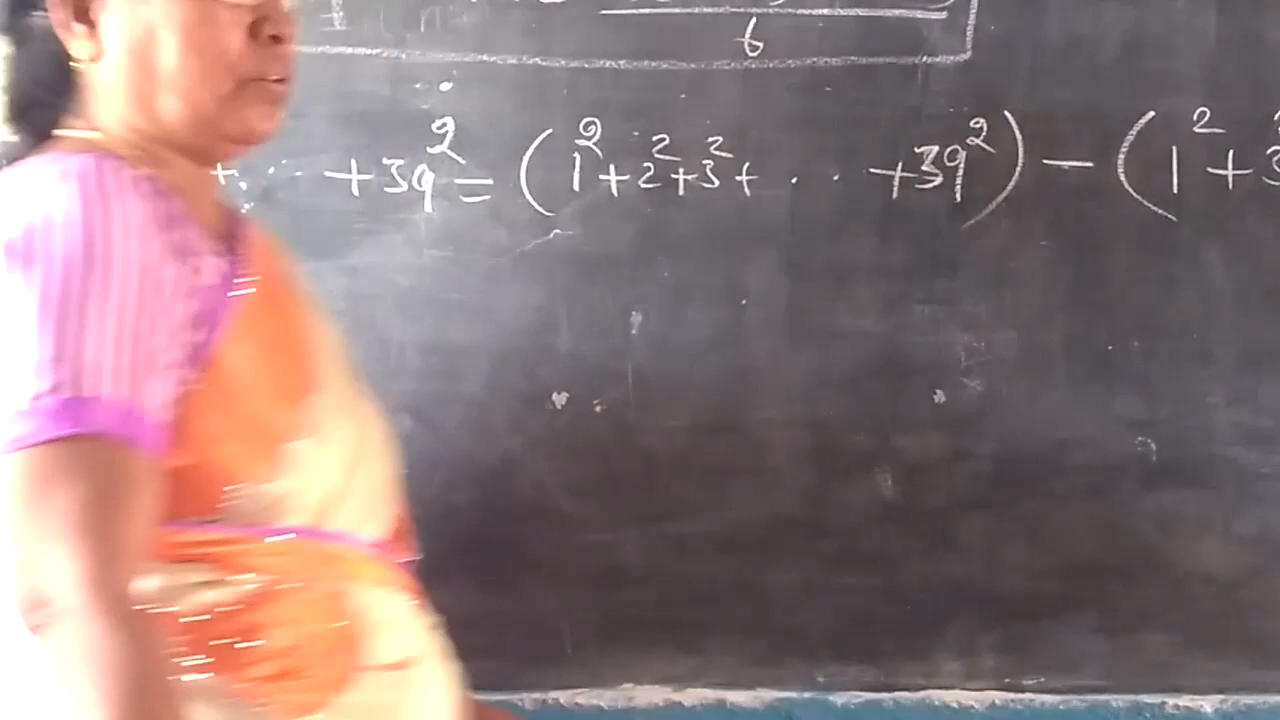 6
+ . . . + 39² = (1² + 2² + 3² + . . . + 39²) − (1² + 3